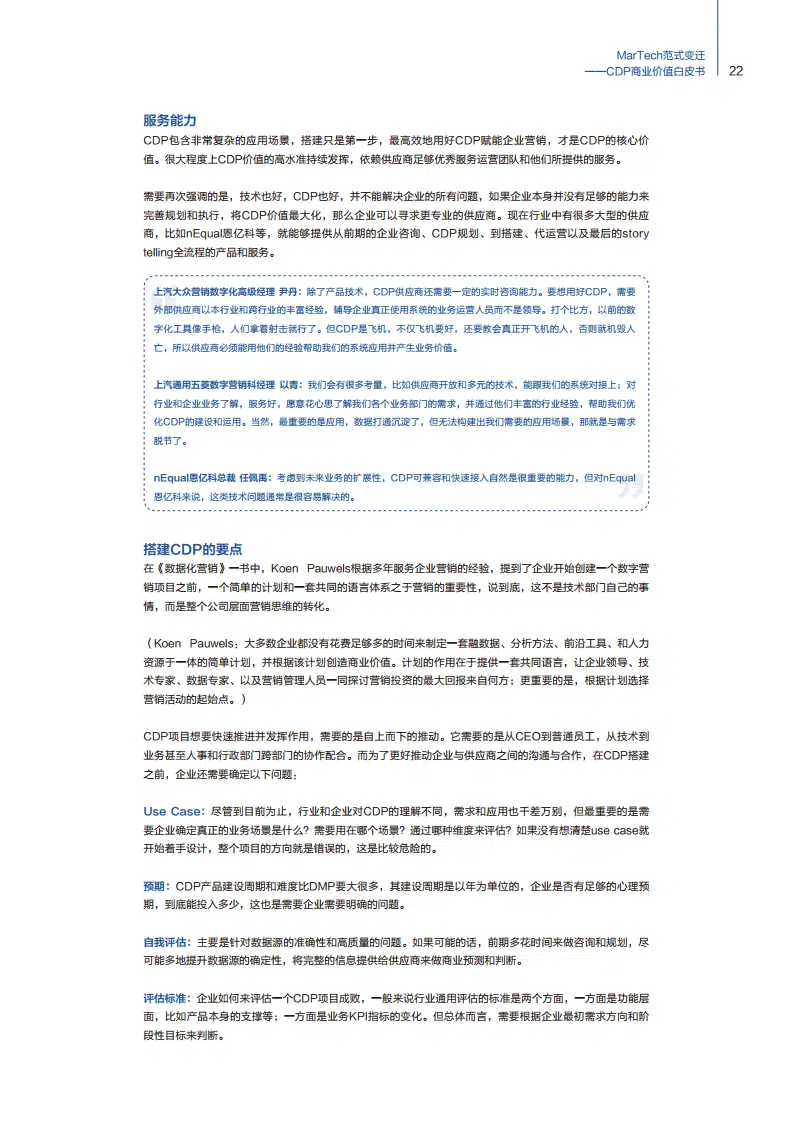 MarTech范式变迁
——CDP商业价值白皮书
22
服务能力
CDP包含非常复杂的应用场景，搭建只是第一步，最高效地用好CDP赋能企业营销，才是CDP的核心价
值。很大程度上CDP价值的高水准持续发挥，依赖供应商足够优秀服务运营团队和他们所提供的服务。
需要再次强调的是，技术也好，CDP也好，并不能解决企业的所有问题，如果企业本身并没有足够的能力来
完善规划和执行，将CDP价值最大化，那么企业可以寻求更专业的供应商。现在行业中有很多大型的供应
商，比如nEqual恩亿科等，就能够提供从前期的企业咨询、CDP规划、到搭建、代运营以及最后的story
telling全流程的产品和服务。
上汽大众营销数字化高级经理 尹丹：除了产品技术，CDP供应商还需要一定的实时咨询能力。要想用好CDP，需要
外部供应商以本行业和跨行业的丰富经验，辅导企业真正使用系统的业务运营人员而不是领导。打个比方，以前的数
字化工具像手枪，人们拿着射击就行了。但CDP是飞机，不仅飞机要好，还要教会真正开飞机的人，否则就机毁人
亡，所以供应商必须能用他们的经验帮助我们的系统应用并产生业务价值。
上汽通用五菱数字营销科经理 以青：我们会有很多考量，比如供应商开放和多元的技术，能跟我们的系统对接上；对
行业和企业业务了解，服务好，愿意花心思了解我们各个业务部门的需求，并通过他们丰富的行业经验，帮助我们优
化CDP的建设和运用。当然，最重要的是应用，数据打通沉淀了，但无法构建出我们需要的应用场景，那就是与需求
脱节了。
nEqual恩亿科总裁 任佩禹：考虑到未来业务的扩展性，CDP可兼容和快速接入自然是很重要的能力，但对nEqual
恩亿科来说，这类技术问题通常是很容易解决的。
搭建CDP的要点
在《数据化营销》一书中，Koen Pauwels根据多年服务企业营销的经验，提到了企业开始创建一个数字营
销项目之前，一个简单的计划和一套共同的语言体系之于营销的重要性，说到底，这不是技术部门自己的事
情，而是整个公司层面营销思维的转化。
（Koen Pauwels：大多数企业都没有花费足够多的时间来制定一套融数据、分析方法、前沿工具、和人力
资源于一体的简单计划，并根据该计划创造商业价值。计划的作用在于提供一套共同语言，让企业领导、技
术专家、数据专家、以及营销管理人员一同探讨营销投资的最大回报来自何方；更重要的是，根据计划选择
营销活动的起始点。）
CDP项目想要快速推进并发挥作用，需要的是自上而下的推动。它需要的是从CEO到普通员工，从技术到
业务甚至人事和行政部门跨部门的协作配合。而为了更好推动企业与供应商之间的沟通与合作，在CDP搭建
之前，企业还需要确定以下问题：
Use Case：尽管到目前为止，行业和企业对CDP的理解不同，需求和应用也千差万别，但最重要的是需
要企业确定真正的业务场景是什么？需要用在哪个场景？通过哪种维度来评估？如果没有想清楚use case就
开始着手设计，整个项目的方向就是错误的，这是比较危险的。
预期：CDP产品建设周期和难度比DMP要大很多，其建设周期是以年为单位的，企业是否有足够的心理预
期，到底能投入多少，这也是需要企业需要明确的问题。
自我评估：主要是针对数据源的准确性和高质量的问题。如果可能的话，前期多花时间来做咨询和规划，尽
可能多地提升数据源的确定性，将完整的信息提供给供应商来做商业预测和判断。
评估标准：企业如何来评估一个CDP项目成败，一般来说行业通用评估的标准是两个方面，一方面是功能层
面，比如产品本身的支撑等；一方面是业务KPI指标的变化。但总体而言，需要根据企业最初需求方向和阶
段性目标来判断。